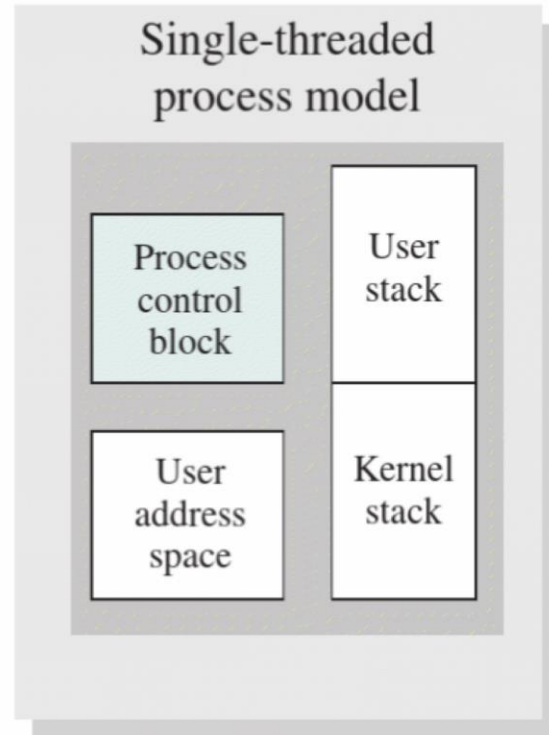 Single-threaded
process model
Process
control
block
User
stack
User
address
space
Kernel
stack